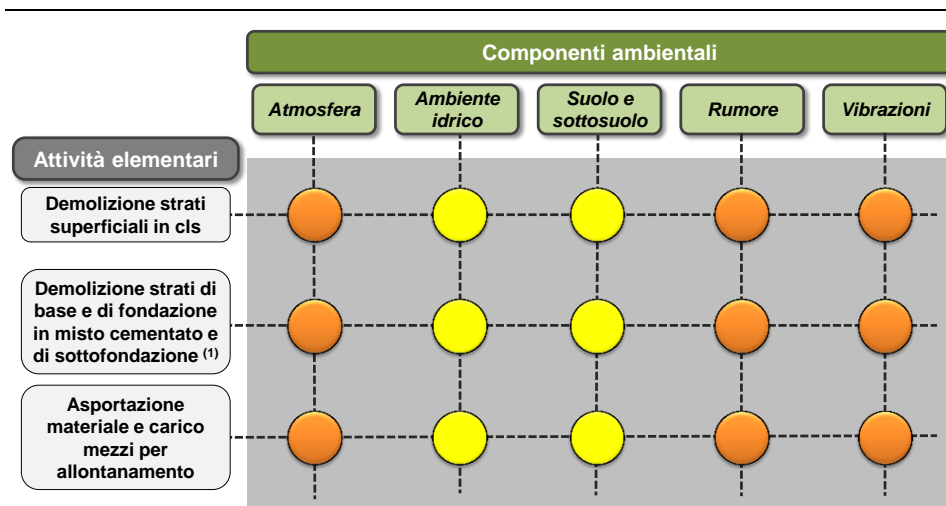 Componenti ambientali
Atmosfera
Ambiente
idrico
Suolo e
sottosuolo
Rumore
Vibrazioni
Attività elementari
Demolizione strati
superficiali in cls
Demolizione strati di
base e di fondazione
in misto cementato e
di sottofondazione (1)
Asportazione
materiale e carico
mezzi per
allontanamento